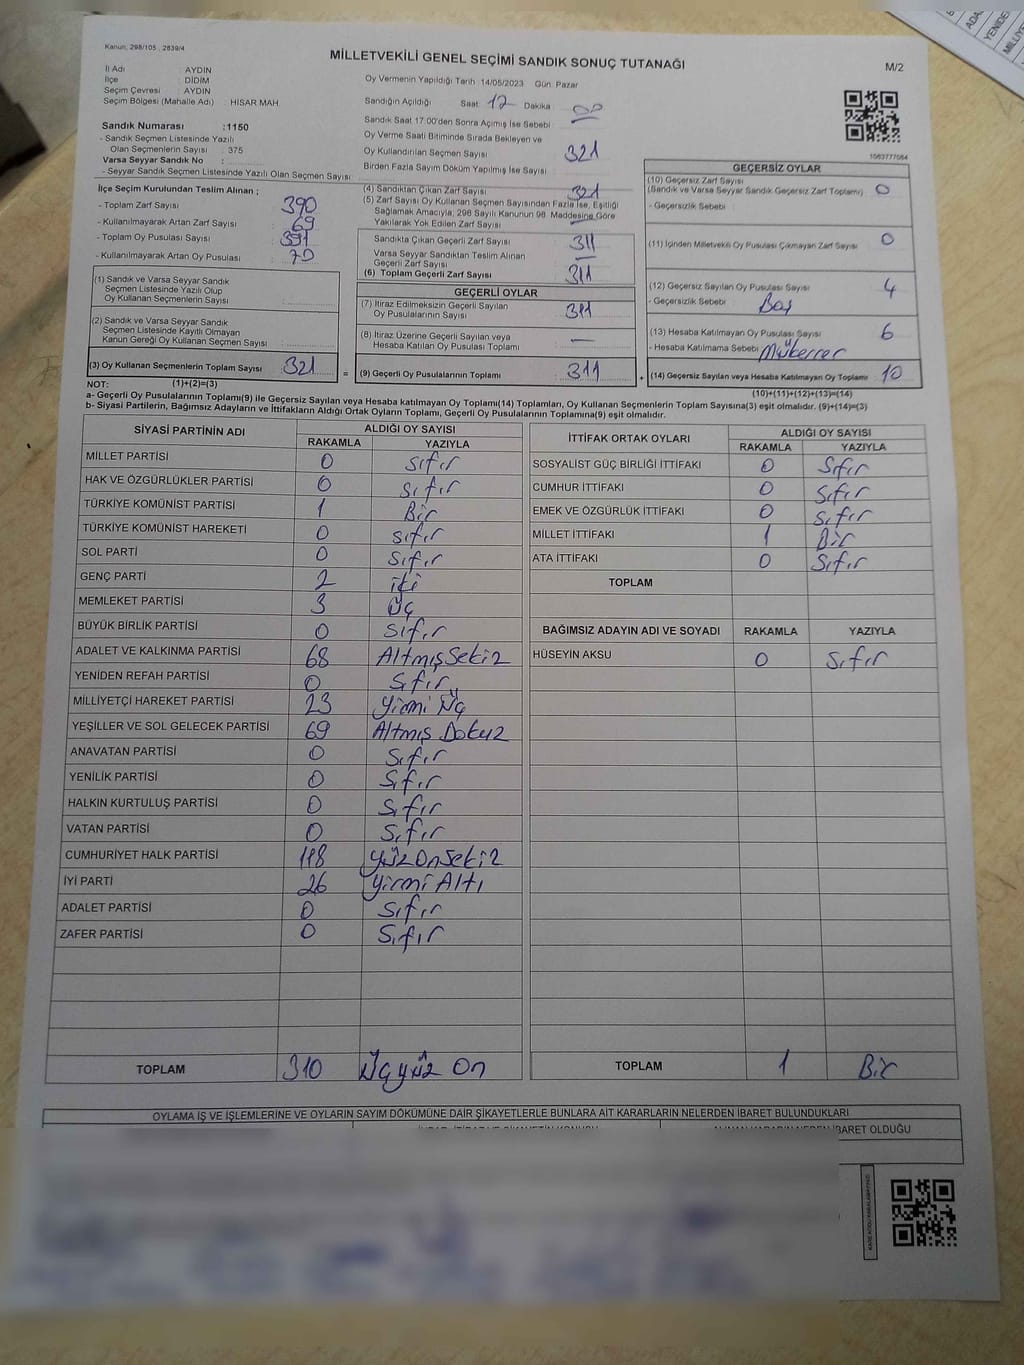 Kanun, 298/105 , 2839/4
MİLLETVEKİLİ GENEL SEÇİMİ SANDIK SONUÇ TUTANAĞI
M/2
İl Adı : AYDIN
İlçe : DİDİM
Seçim Çevresi : AYDIN
Seçim Bölgesi (Mahalle Adı) : HISAR MAH.
Sandık Numarası :1150
- Sandık Seçmen Listesinde Yazılı
Olan Seçmenlerin Sayısı : 375
Varsa Seyyar Sandık No :
- Seyyar Sandık Seçmen Listesinde Yazılı Olan Seçmen Sayısı :
Oy Vermenin Yapıldığı Tarih :14/05/2023 Gün: Pazar
Sandığın Açıldığı Saat: 17 Dakika : 00
Sandık Saat 17.00'den Sonra Açılmış İse Sebebi :
Oy Verme Saati Bitiminde Sırada Bekleyen ve
Oy Kullandırılan Seçmen Sayısı 321
Birden Fazla Sayım Döküm Yapılmış İse Sayısı :
1063777064
İlçe Seçim Kurulundan Teslim Alınan ;
- Toplam Zarf Sayısı 390
- Kullanılmayarak Artan Zarf Sayısı 69
- Toplam Oy Pusulası Sayısı 391
- Kullanılmayarak Artan Oy Pusulası 70
(1) Sandık ve Varsa Seyyar Sandık
Seçmen Listesinde Yazılı Olup
Oy Kullanan Seçmenlerin Sayısı
(2) Sandık ve Varsa Seyyar Sandık
Seçmen Listesinde Kayıtlı Olmayan
Kanun Gereği Oy Kullanan Seçmen Sayısı :
(3) Oy Kullanan Seçmenlerin Toplam Sayısı 321 =
(4) Sandıktan Çıkan Zarf Sayısı 321
(5) Zarf Sayısı Oy Kullanan Seçmen Sayısından Fazla İse, Eşitliği
Sağlamak Amacıyla, 298 Sayılı Kanunun 98. Maddesine Göre
Yakılarak Yok Edilen Zarf Sayısı
Sandıkta Çıkan Geçerli Zarf Sayısı 311
Varsa Seyyar Sandıktan Teslim Alınan
Geçerli Zarf Sayısı
(6) Toplam Geçerli Zarf Sayısı 311
GEÇERLİ OYLAR
(7) İtiraz Edilmeksizin Geçerli Sayılan
Oy Pusulalarının Sayısı 311
(8) İtiraz Üzerine Geçerli Sayılan veya
Hesaba Katılan Oy Pusulası Toplamı —
(9) Geçerli Oy Pusulalarının Toplamı 311 +
GEÇERSİZ OYLAR
(10) Geçersiz Zarf Sayısı
(Sandık ve Varsa Seyyar Sandık Geçersiz Zarf Toplamı) 0
- Geçersizlik Sebebi :
(11) İçinden Milletvekili Oy Pusulası Çıkmayan Zarf Sayısı 0
(12) Geçersiz Sayılan Oy Pusulası Sayısı 4
- Geçersizlik Sebebi : Boş
(13) Hesaba Katılmayan Oy Pusulası Sayısı 6
- Hesaba Katılmama Sebebi : Mükerrer
(14) Geçersiz Sayılan veya Hesaba Katılmayan Oy Toplamı 10
NOT: (1)+(2)=(3)
(10)+(11)+(12)+(13)=(14)
a- Geçerli Oy Pusulalarının Toplamı(9) ile Geçersiz Sayılan veya Hesaba katılmayan Oy Toplamı(14) Toplamları, Oy Kullanan Seçmenlerin Toplam Sayısına(3) eşit olmalıdır. (9)+(14)=(3)
b- Siyasi Partilerin, Bağımsız Adayların ve İttifakların Aldığı Ortak Oyların Toplamı, Geçerli Oy Pusulalarının Toplamına(9) eşit olmalıdır.
SİYASİ PARTİNİN ADI ALDIĞI OY SAYISI
RAKAMLA YAZIYLA
MİLLET PARTİSİ 0 Sıfır
HAK VE ÖZGÜRLÜKLER PARTİSİ 0 Sıfır
TÜRKİYE KOMÜNİST PARTİSİ 1 Bir
TÜRKİYE KOMÜNİST HAREKETİ 0 Sıfır
SOL PARTİ 0 Sıfır
GENÇ PARTİ 2 iki
MEMLEKET PARTİSİ 3 Üç
BÜYÜK BİRLİK PARTİSİ 0 Sıfır
ADALET VE KALKINMA PARTİSİ 68 Altmış Sekiz
YENİDEN REFAH PARTİSİ 0 Sıfır
MİLLİYETÇİ HAREKET PARTİSİ 23 Yirmi Üç
YEŞİLLER VE SOL GELECEK PARTİSİ 69 Altmış Dokuz
ANAVATAN PARTİSİ 0 Sıfır
YENİLİK PARTİSİ 0 Sıfır
HALKIN KURTULUŞ PARTİSİ 0 Sıfır
VATAN PARTİSİ 0 Sıfır
CUMHURİYET HALK PARTİSİ 118 Yüz On Sekiz
İYİ PARTİ 26 Yirmi Altı
ADALET PARTİSİ 0 Sıfır
ZAFER PARTİSİ 0 Sıfır
TOPLAM 310 Üçyüz On
İTTİFAK ORTAK OYLARI ALDIĞI OY SAYISI
RAKAMLA YAZIYLA
SOSYALİST GÜÇ BİRLİĞİ İTTİFAKI 0 Sıfır
CUMHUR İTTİFAKI 0 Sıfır
EMEK VE ÖZGÜRLÜK İTTİFAKI 0 Sıfır
MİLLET İTTİFAKI 1 Bir
ATA İTTİFAKI 0 Sıfır
TOPLAM
BAĞIMSIZ ADAYIN ADI VE SOYADI RAKAMLA YAZIYLA
HÜSEYİN AKSU 0 Sıfır
TOPLAM 1 Bir
OYLAMA İŞ VE İŞLEMLERİNE VE OYLARIN SAYIM DÖKÜMÜNE DAİR ŞİKAYETLERLE BUNLARA AİT KARARLARIN NELERDEN İBARET BULUNDUKLARI
İBARET OLDUĞU